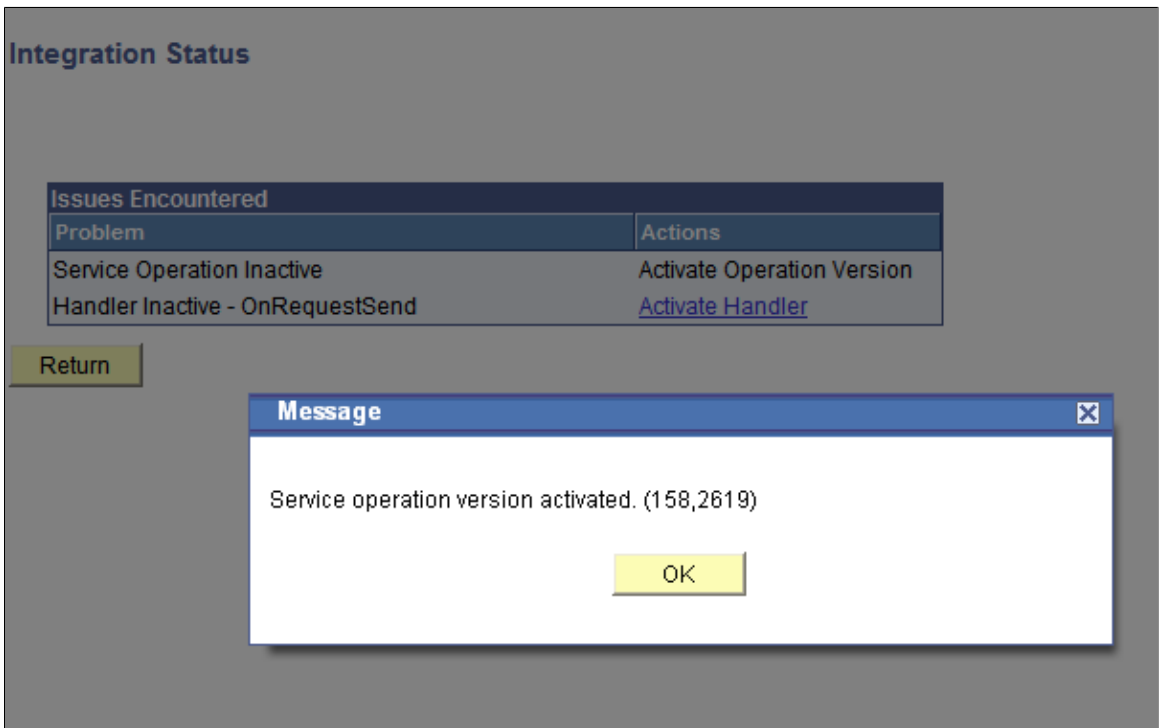 Integration Status
Issues Encountered
Problem Actions
Service Operation Inactive Activate Operation Version
Handler Inactive - OnRequestSend Activate Handler
Return
Message
Service operation version activated. (158,2619)
OK